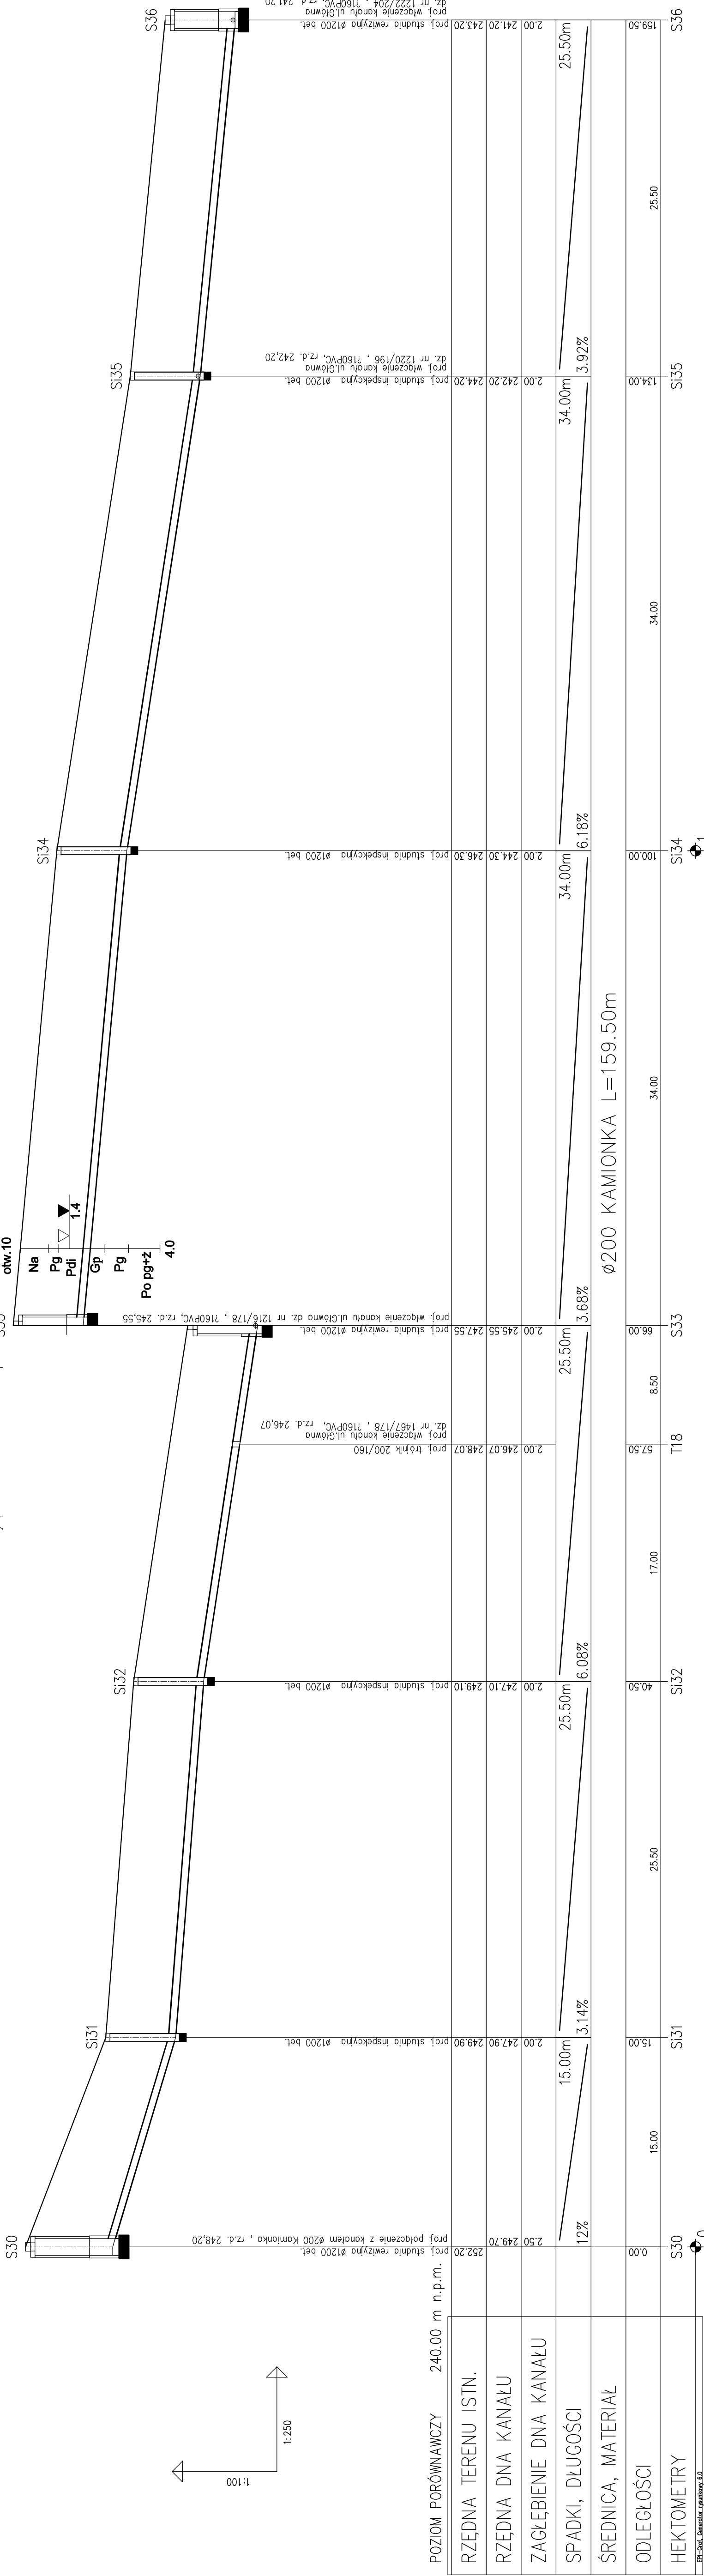 S30
Si31
Si32
Si34
Si35
S36
otw.10
Na
Pg
Pdi
Gp
Pg
Po pg+ż
1.4
4.0
1:100
1:250
POZIOM PORÓWNAWCZY 240.00 m n.p.m.
proj. studnia rewizyjna ø1200 bet.
proj. połączenie z kanałem ø200 Kamionka , rz.d. 248,20
proj. studnia inspekcyjna ø1200 bet.
proj. studnia inspekcyjna ø1200 bet.
proj. trójnik 200/160
proj. włączenie kanału ul.Główna
dz. nr 1467/178 , ?160PVC, rz.d. 246,07
proj. studnia rewizyjna ø1200 bet.
proj. włączenie kanału ul.Główna dz. nr 1216/178 , ?160PVC, rz.d. 245,55
proj. studnia inspekcyjna ø1200 bet.
proj. studnia inspekcyjna ø1200 bet.
proj. włączenie kanału ul.Główna
dz. nr 1220/196 , ?160PVC, rz.d. 242,20
proj. studnia rewizyjna ø1200 bet.
proj. włączenie kanału ul.Główna
dz. nr 1222/204 , ?160PVC, rz.d. 241,20
RZĘDNA TERENU ISTN. 252.20 249.90 249.10 248.07 247.55 246.30 244.20 243.20
RZĘDNA DNA KANAŁU 249.70 247.90 247.10 246.07 245.55 244.30 242.20 241.20
ZAGŁĘBIENIE DNA KANAŁU 2.50 2.00 2.00 2.00 2.00 2.00 2.00 2.00
SPADKI, DŁUGOŚCI 12% 15.00m 3.14% 25.50m 6.08% 25.50m 3.68% 34.00m 6.18% 34.00m 3.92% 25.50m
ŚREDNICA, MATERIAŁ ø200 KAMIONKA L=159.50m
ODLEGŁOŚCI 0.00 15.00 15.00 25.50 40.50 17.00 57.50 8.50 66.00 34.00 100.00 34.00 134.00 25.50 159.50
HEKTOMETRY S30 Si31 Si32 T18 S33 Si34 Si35 S36
0 1